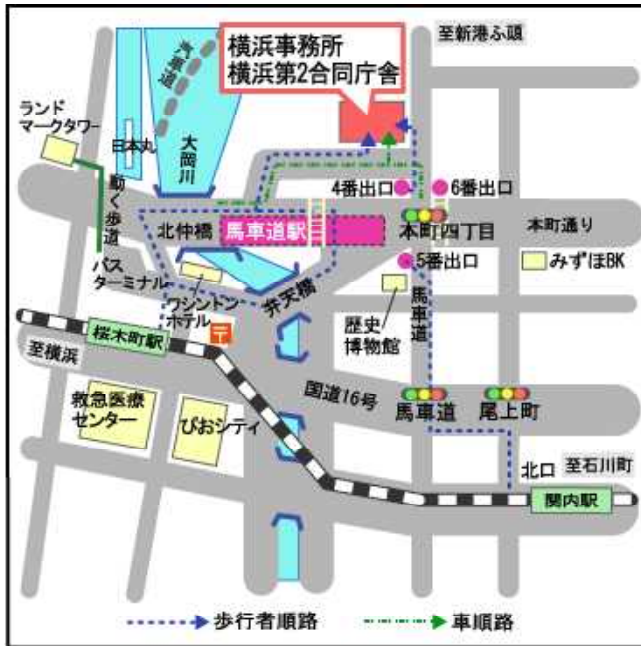 至新港ふ頭
横浜事務所
横浜第2合同庁舎
汽車道
ランド
マークタワー
日本丸
大岡川
動く歩道
4番出口
6番出口
北仲橋
馬車道駅
本町四丁目
本町通り
バス
ターミナル
ワシントン
ホテル
弁天橋
5番出口
みずほBK
馬車道
歴史
博物館
桜木町駅
〒
至横浜
国道16号
馬車道
尾上町
救急医療
センター
ぴおシティ
北口
至石川町
関内駅
歩行者順路
車順路